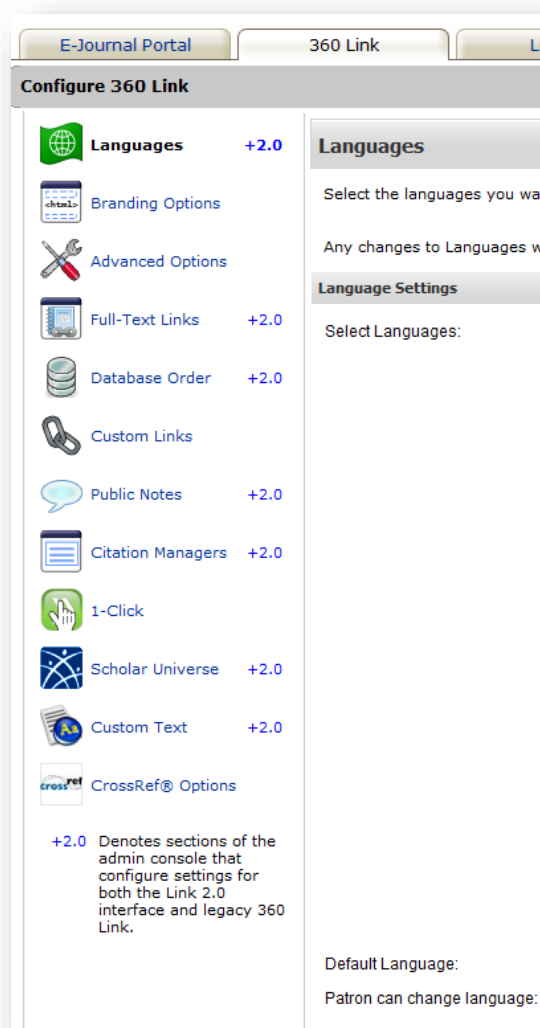 E-Journal Portal
360 Link
L
Configure 360 Link
Languages +2.0
<html>
Branding Options
Advanced Options
Full-Text Links +2.0
Database Order +2.0
Custom Links
Public Notes +2.0
Citation Managers +2.0
1-Click
Scholar Universe +2.0
Aa
Custom Text +2.0
cross ref
CrossRef® Options
+2.0 Denotes sections of the
admin console that
configure settings for
both the Link 2.0
interface and legacy 360
Link.
Languages
Select the languages you wa
Any changes to Languages w
Language Settings
Select Languages:
Default Language:
Patron can change language: